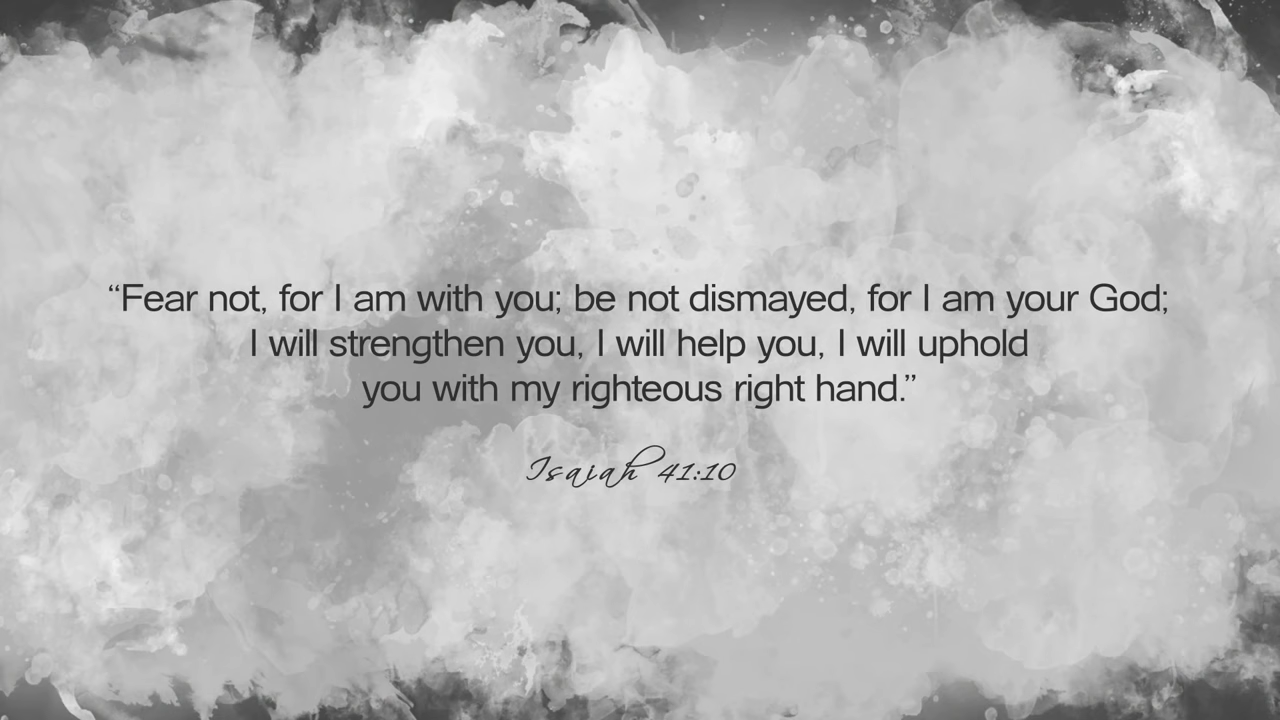 “Fear not, for I am with you; be not dismayed, for I am your God;
I will strengthen you, I will help you, I will uphold
you with my righteous right hand.”
Isaiah 41:10